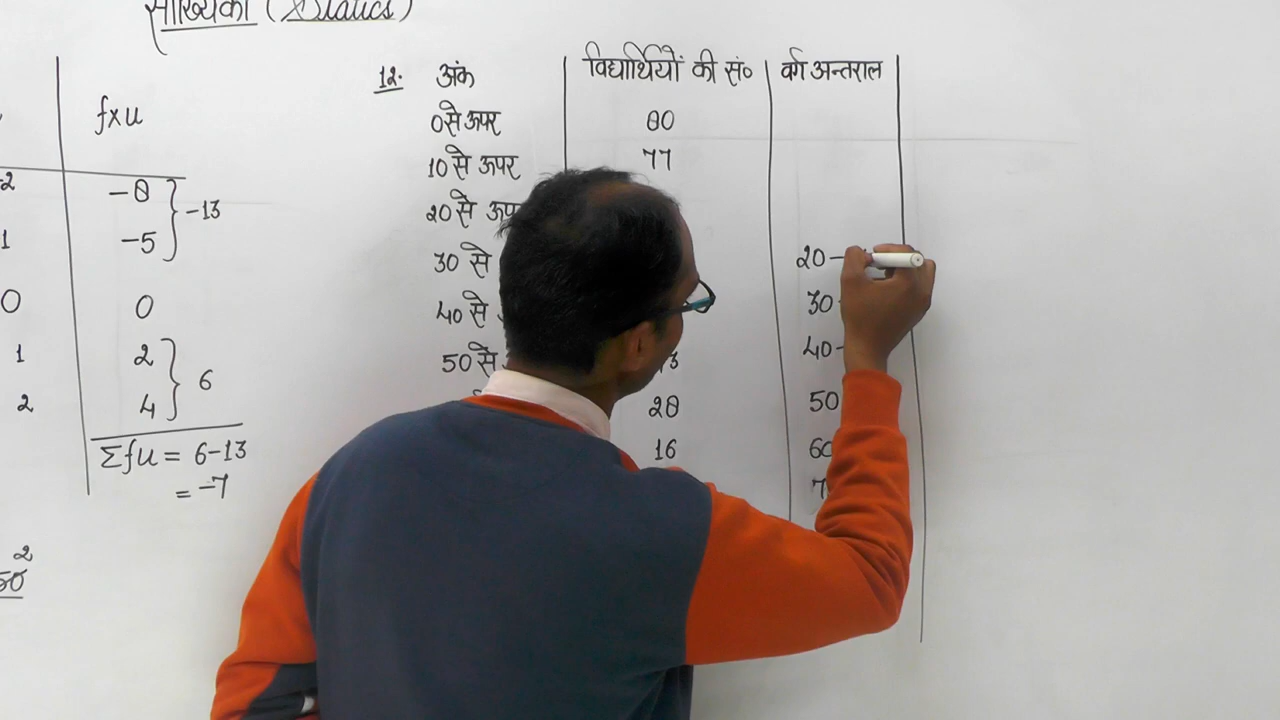 सांख्यिकी (Statics)
f×u
-8
-13
-5
0
0
1
2
6
2
4
Σfu = 6-13
= -7
2
12. अंक विद्यार्थियों की सं० वर्ग अन्तराल
0 से ऊपर 80
10 से ऊपर 77
20 से ऊपर
30 से 20-
40 से 30-
50 से 40-
28 50
16 60